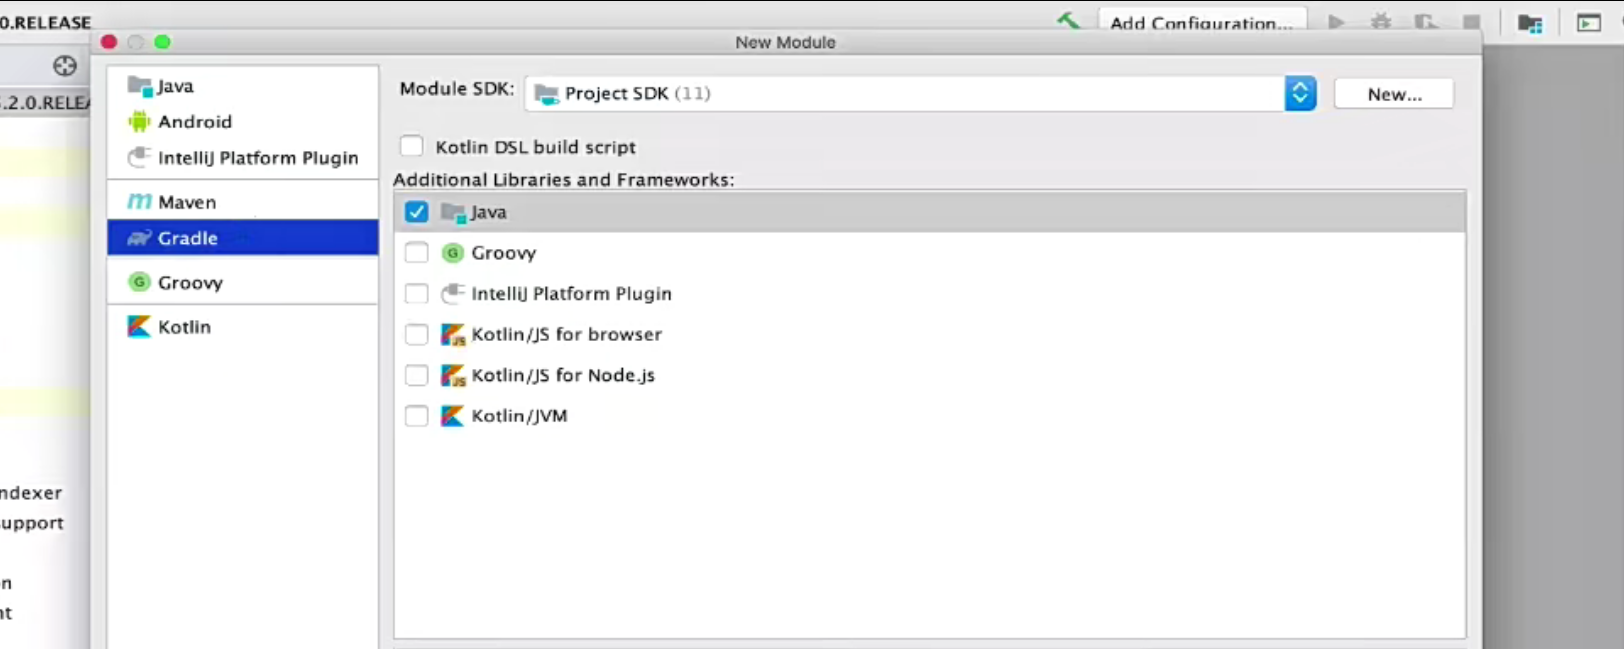 0.RELEASE
Add Configuration...
New Module
.2.0.RELEA
Java
Android
IntelliJ Platform Plugin
Maven
Gradle
Groovy
Kotlin
Module SDK:
Project SDK (11)
New...
Kotlin DSL build script
Additional Libraries and Frameworks:
Java
Groovy
IntelliJ Platform Plugin
Kotlin/JS for browser
Kotlin/JS for Node.js
Kotlin/JVM
ndexer
upport
n
nt